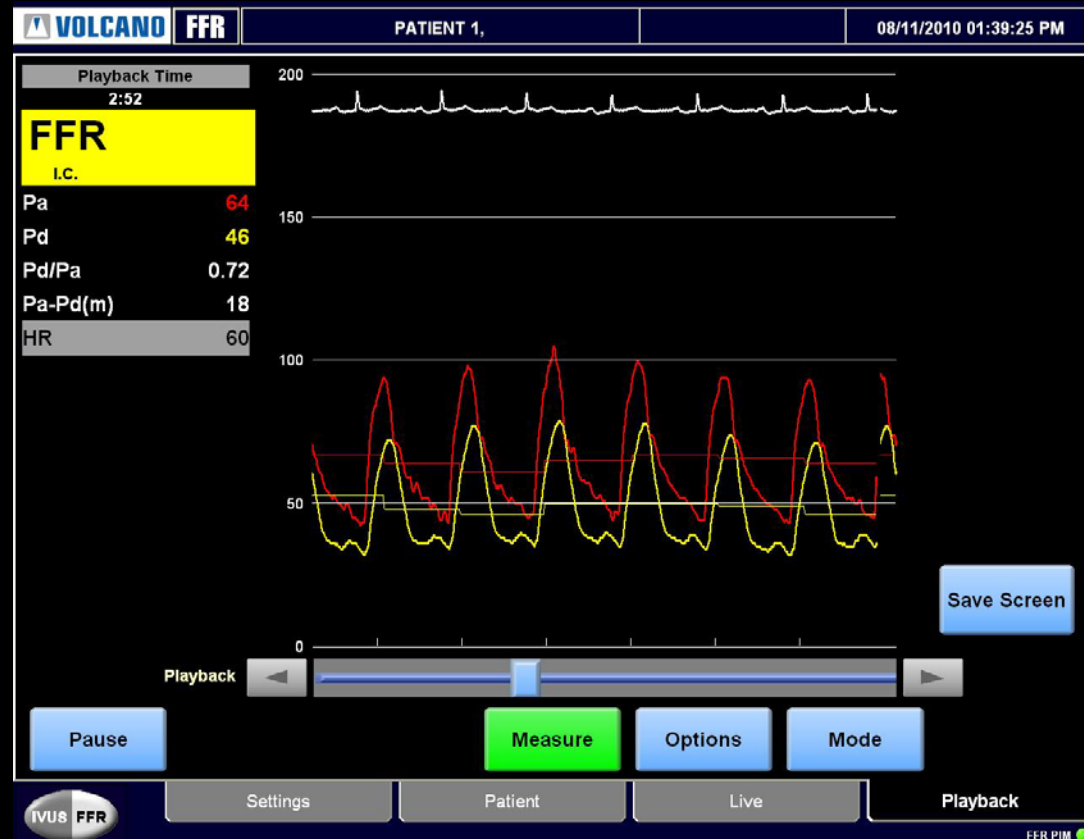 VOLCANO FFR PATIENT 1, 08/11/2010 01:39:25 PM
Playback Time
2:52
FFR
I.C.
Pa 64
Pd 46
Pd/Pa 0.72
Pa-Pd(m) 18
HR 60
200
150
100
50
0
Save Screen
Playback
Pause Measure Options Mode
IVUS FFR Settings Patient Live Playback
FFR PIM